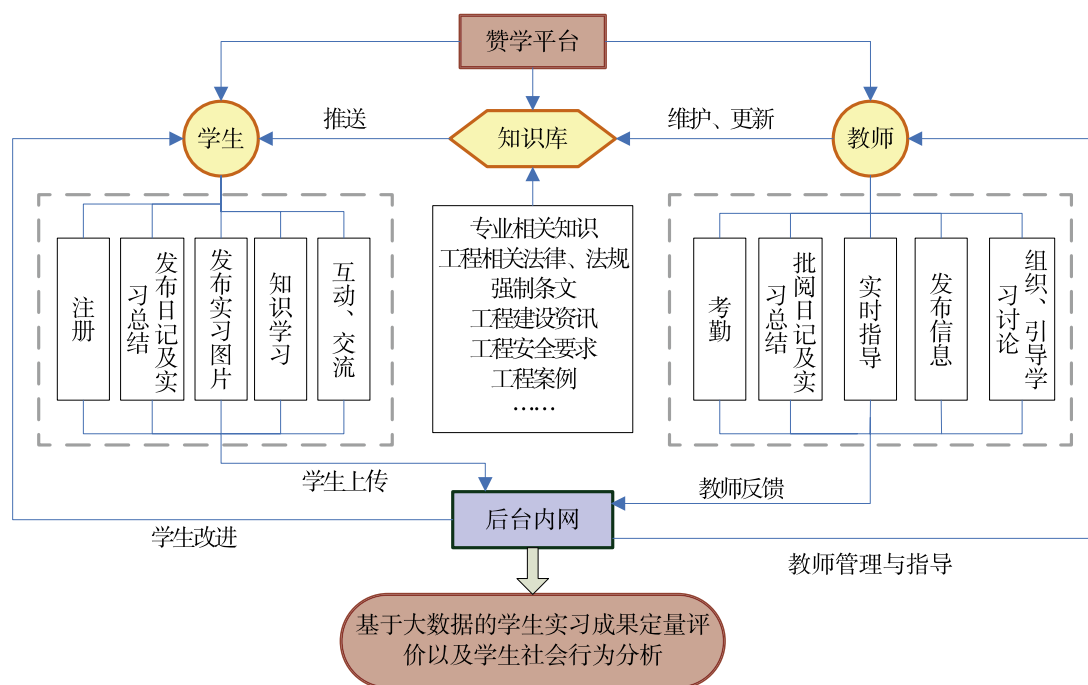 赞学平台
学生
推送
知识库
维护、更新
教师
注册
发布日记及实
习总结
发布实习图片
知识学习
互动、交流
专业相关知识
工程相关法律、法规
强制条文
工程建设资讯
工程安全要求
工程案例
……
考勤
批阅日记及实
习总结
实时指导
发布信息
组织、引导学
习讨论
学生上传
教师反馈
后台内网
学生改进
教师管理与指导
基于大数据的学生实习成果定量评
价以及学生社会行为分析